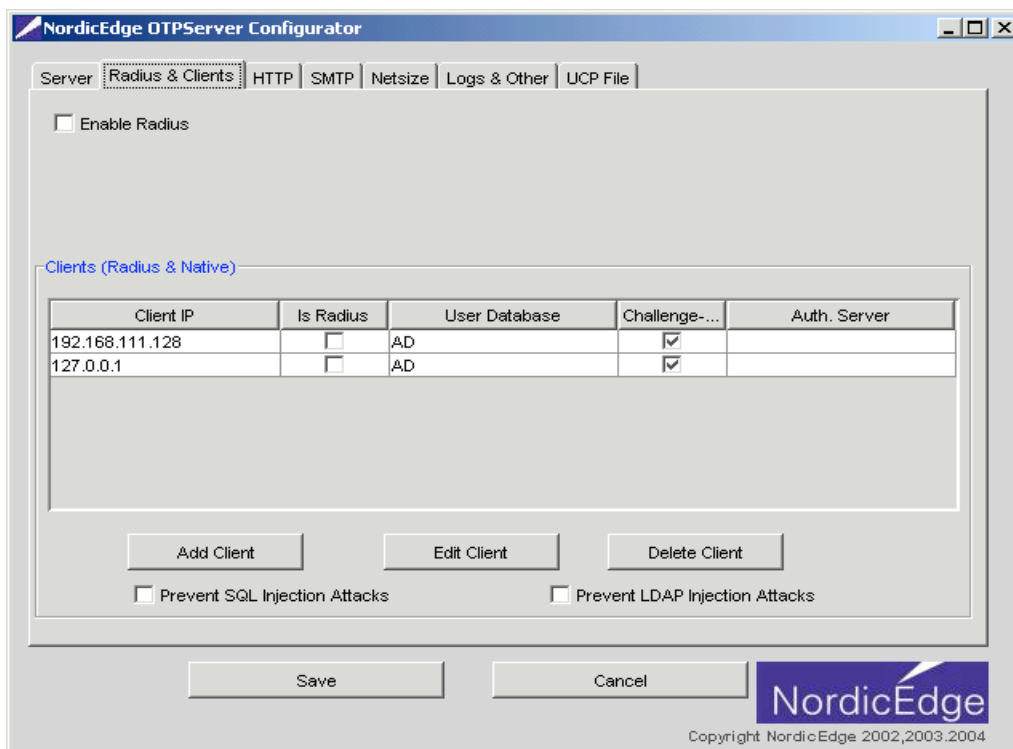 NordicEdge OTPServer Configurator
Server Radius & Clients HTTP SMTP Netsize Logs & Other UCP File
Enable Radius
Clients (Radius & Native)
Client IP Is Radius User Database Challenge-... Auth. Server
192.168.111.128 AD
127.0.0.1 AD
Add Client Edit Client Delete Client
Prevent SQL Injection Attacks Prevent LDAP Injection Attacks
Save Cancel
NordicEdge
Copyright NordicEdge 2002,2003.2004